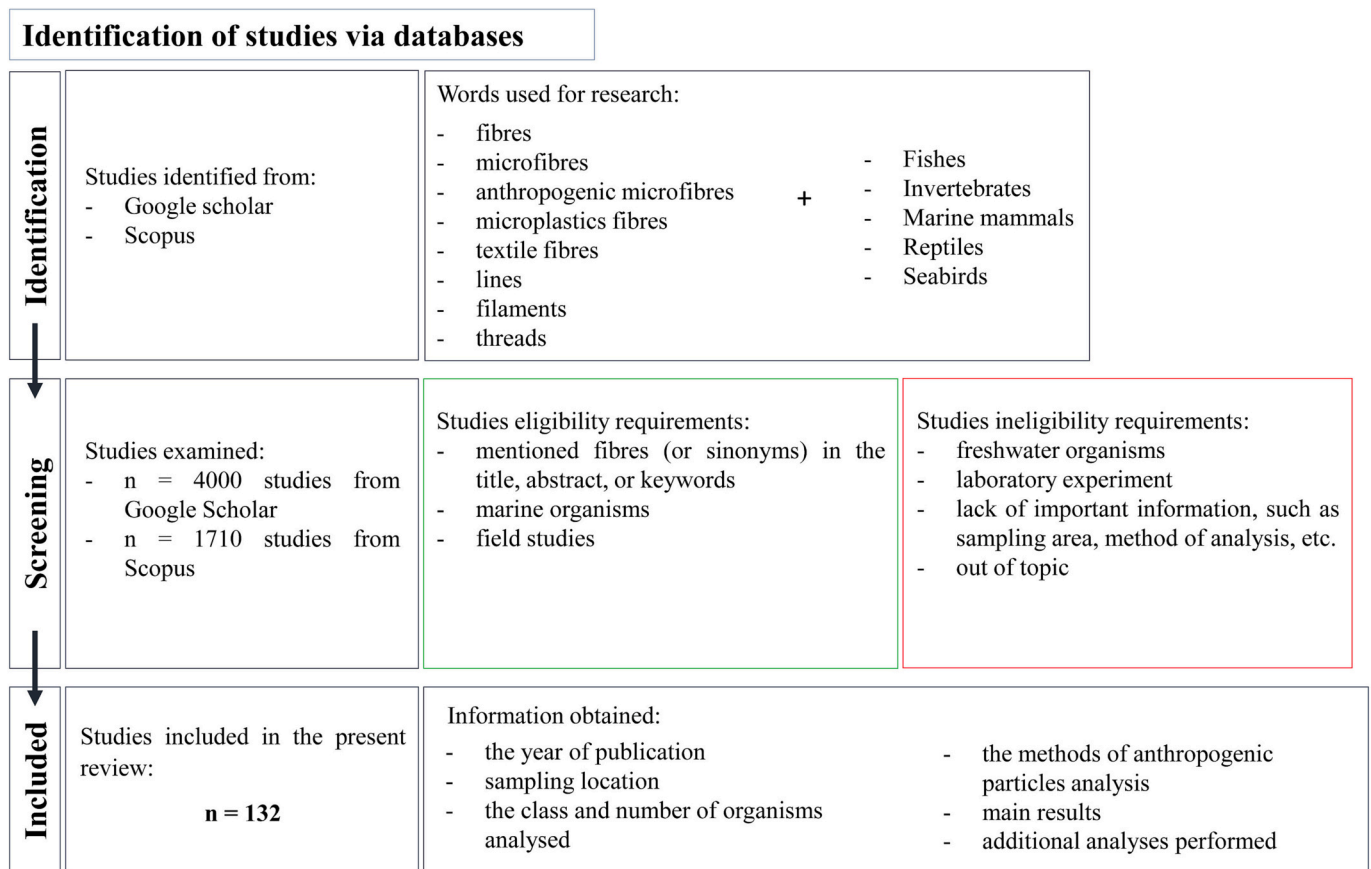 Identification of studies via databases
Identification
Studies identified from:
- Google scholar
- Scopus
Words used for research:
- fibres
- microfibres
- anthropogenic microfibres
- microplastics fibres
- textile fibres
- lines
- filaments
- threads
+
- Fishes
- Invertebrates
- Marine mammals
- Reptiles
- Seabirds
Screening
Studies examined:
- n = 4000 studies from
Google Scholar
- n = 1710 studies from
Scopus
Studies eligibility requirements:
- mentioned fibres (or sinonyms) in the
title, abstract, or keywords
- marine organisms
- field studies
Studies ineligibility requirements:
- freshwater organisms
- laboratory experiment
- lack of important information, such as
sampling area, method of analysis, etc.
- out of topic
Included
Studies included in the present
review:
n = 132
Information obtained:
- the year of publication
- sampling location
- the class and number of organisms
analysed
- the methods of anthropogenic
particles analysis
- main results
- additional analyses performed